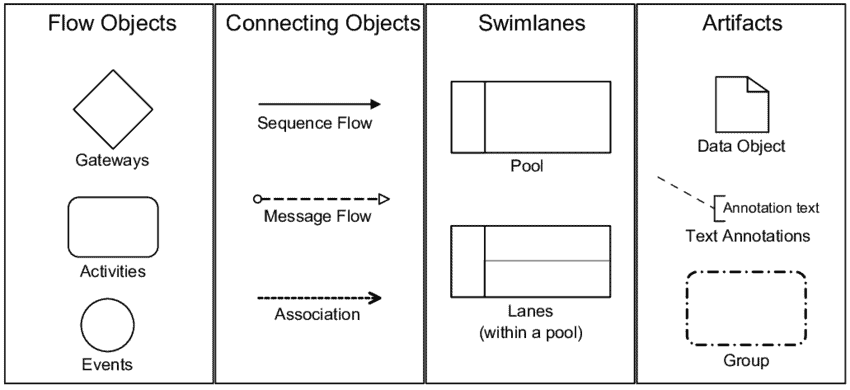 Flow Objects
Gateways
Activities
Events
Connecting Objects
Sequence Flow
Message Flow
Association
Swimlanes
Pool
Lanes
(within a pool)
Artifacts
Data Object
Annotation text
Text Annotations
Group